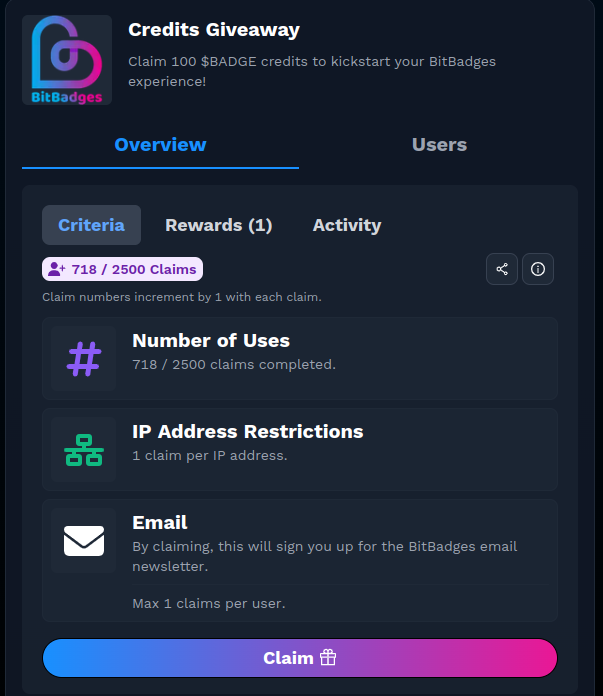 BitBadges
Credits Giveaway
Claim 100 $BADGE credits to kickstart your BitBadges
experience!
Overview
Users
Criteria
Rewards (1)
Activity
718 / 2500 Claims
Claim numbers increment by 1 with each claim.
Number of Uses
718 / 2500 claims completed.
IP Address Restrictions
1 claim per IP address.
Email
By claiming, this will sign you up for the BitBadges email
newsletter.
Max 1 claims per user.
Claim